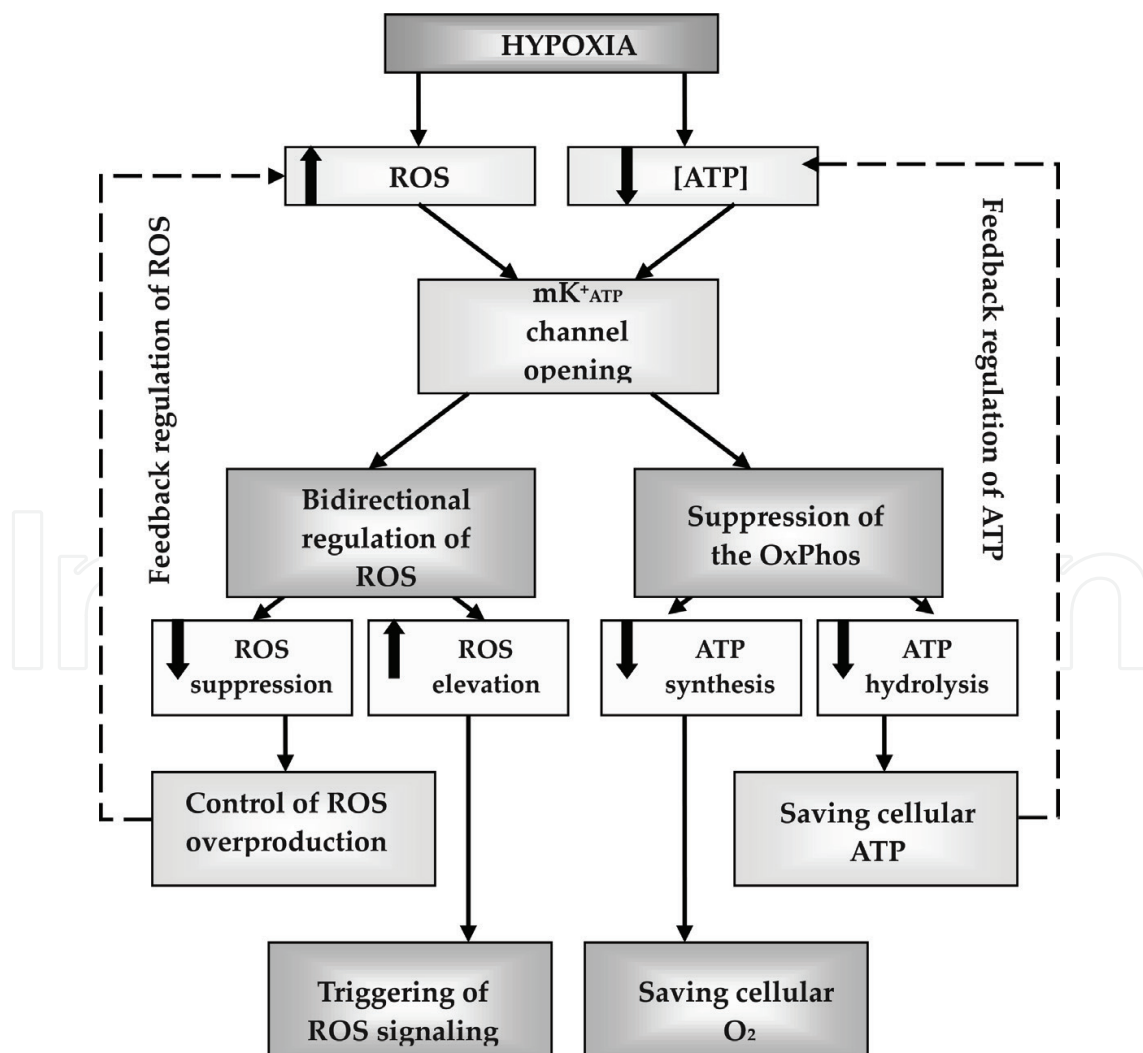 HYPOXIA
ROS
[ATP]
Feedback regulation of ROS
Feedback regulation of ATP
mK⁺ATP
channel
opening
Bidirectional
regulation of
ROS
Suppression of
the OxPhos
ROS
suppression
ROS
elevation
ATP
synthesis
ATP
hydrolysis
Control of ROS
overproduction
Saving cellular
ATP
Triggering of
ROS signaling
Saving cellular
O₂